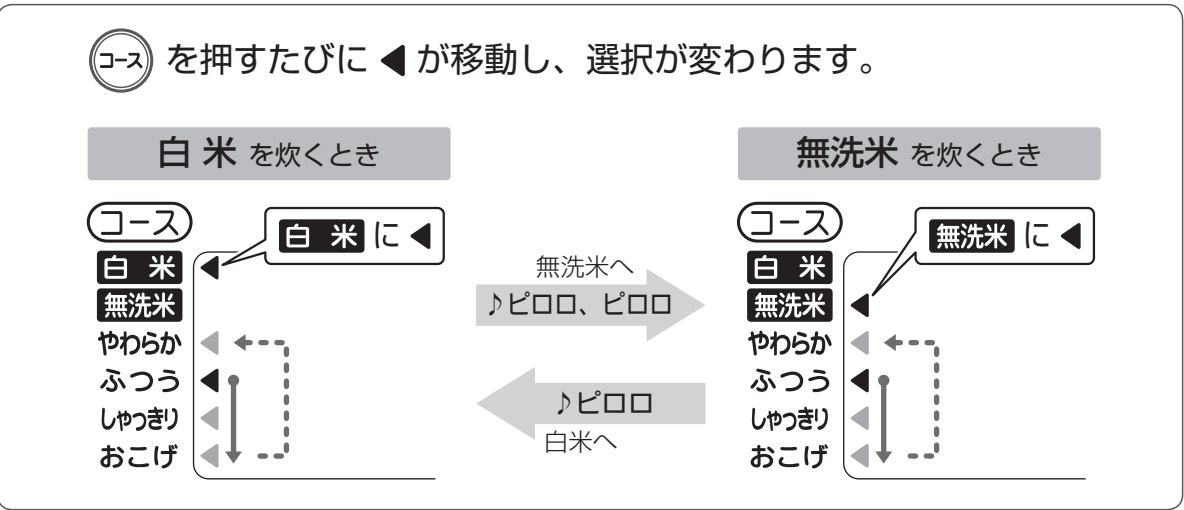 コース を押すたびに ◀ が移動し、選択が変わります。
白 米 を炊くとき
コース
白 米 に ◀
白 米
無洗米
やわらか
ふつう
しゃっきり
おこげ
無洗米へ
♪ピロロ、ピロロ
♪ピロロ
白米へ
無洗米 を炊くとき
コース
無洗米 に ◀
白 米
無洗米
やわらか
ふつう
しゃっきり
おこげ